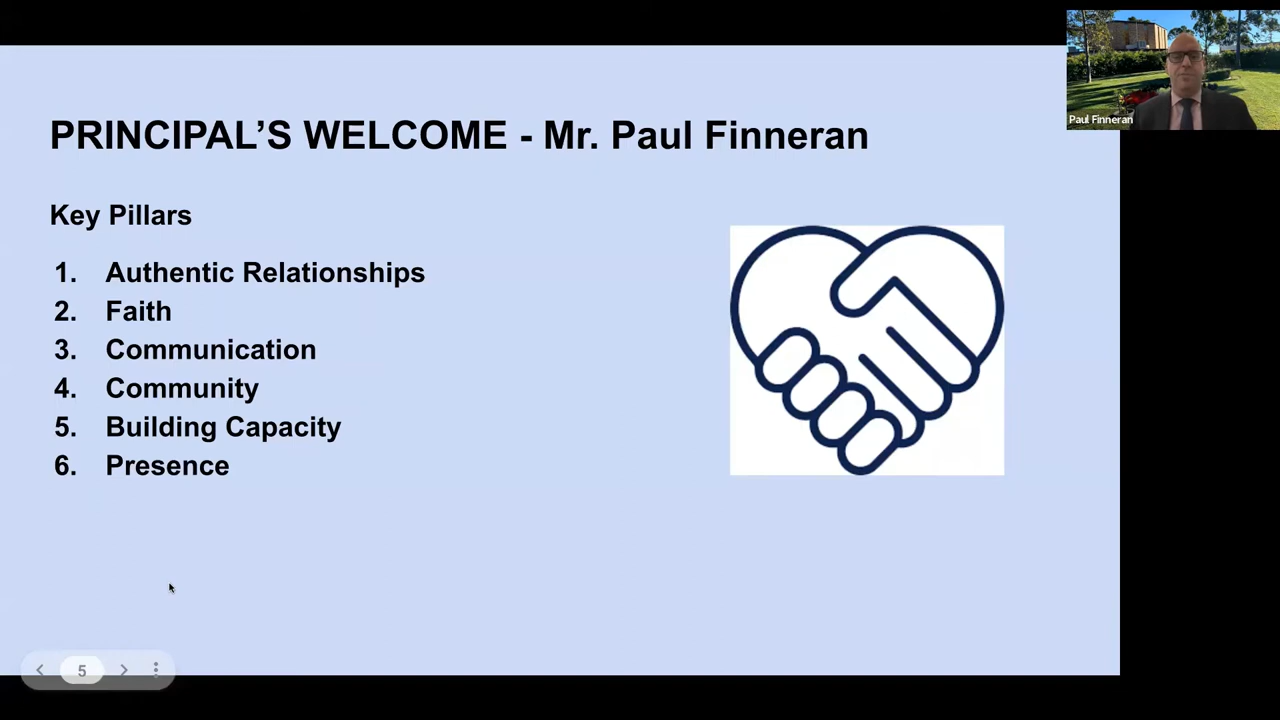 PRINCIPAL’S WELCOME - Mr. Paul Finneran
Key Pillars
1. Authentic Relationships
2. Faith
3. Communication
4. Community
5. Building Capacity
6. Presence
Paul Finneran
5